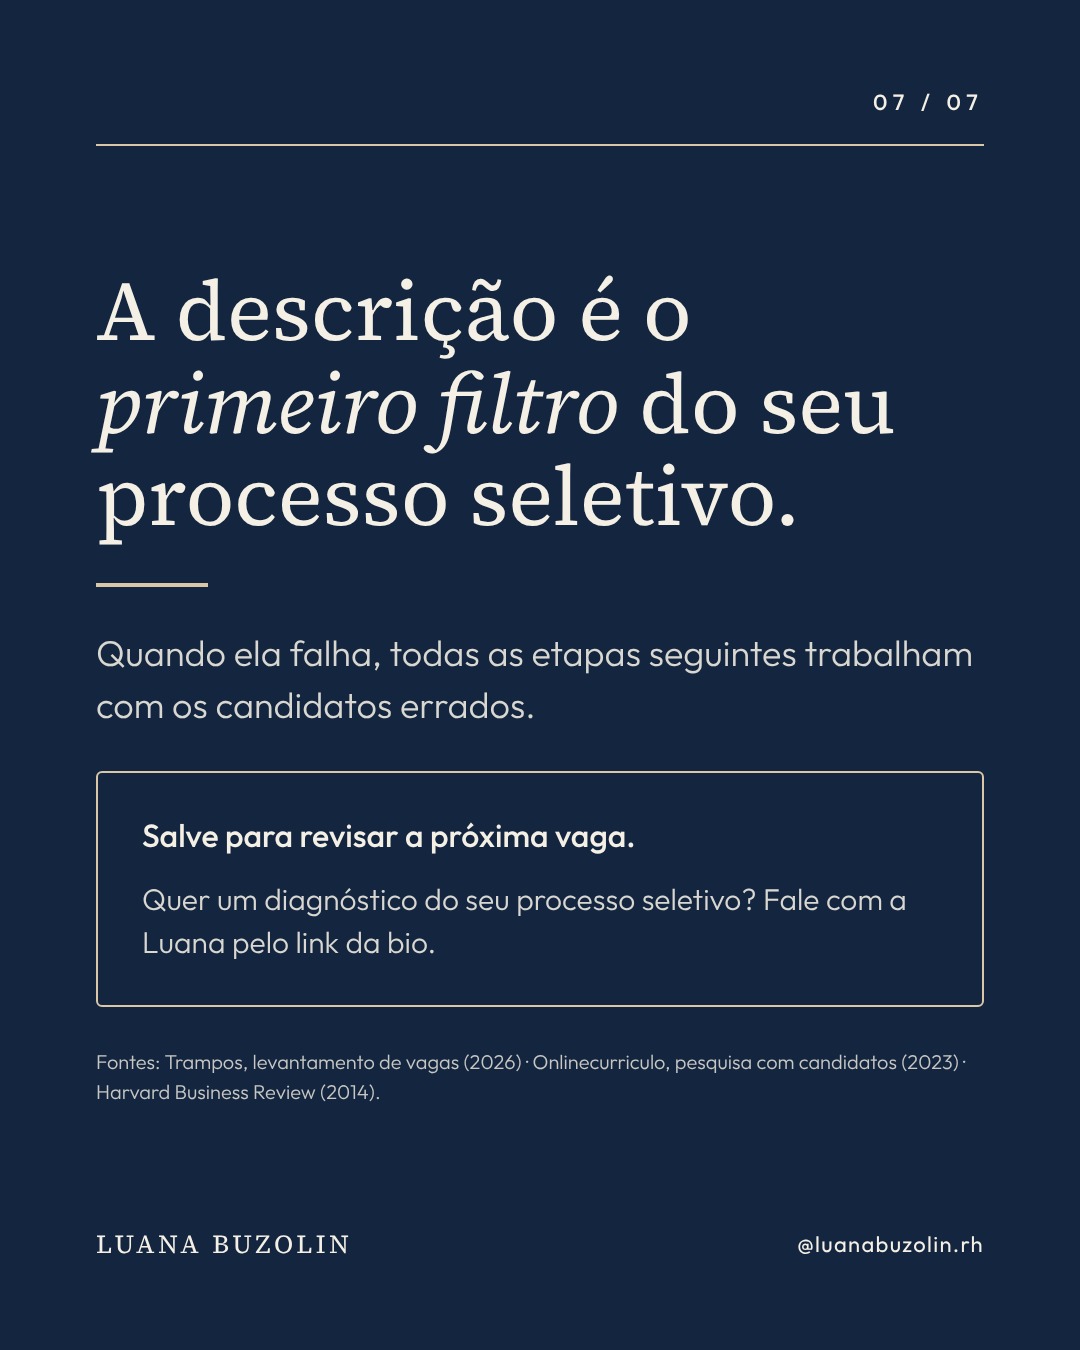 07 / 07
A descrição é o
primeiro filtro do seu
processo seletivo.
Quando ela falha, todas as etapas seguintes trabalham
com os candidatos errados.
Salve para revisar a próxima vaga.
Quer um diagnóstico do seu processo seletivo? Fale com a
Luana pelo link da bio.
Fontes: Trampos, levantamento de vagas (2026) · Onlinecurriculo, pesquisa com candidatos (2023) ·
Harvard Business Review (2014).
LUANA BUZOLIN
@luanabuzolin.rh